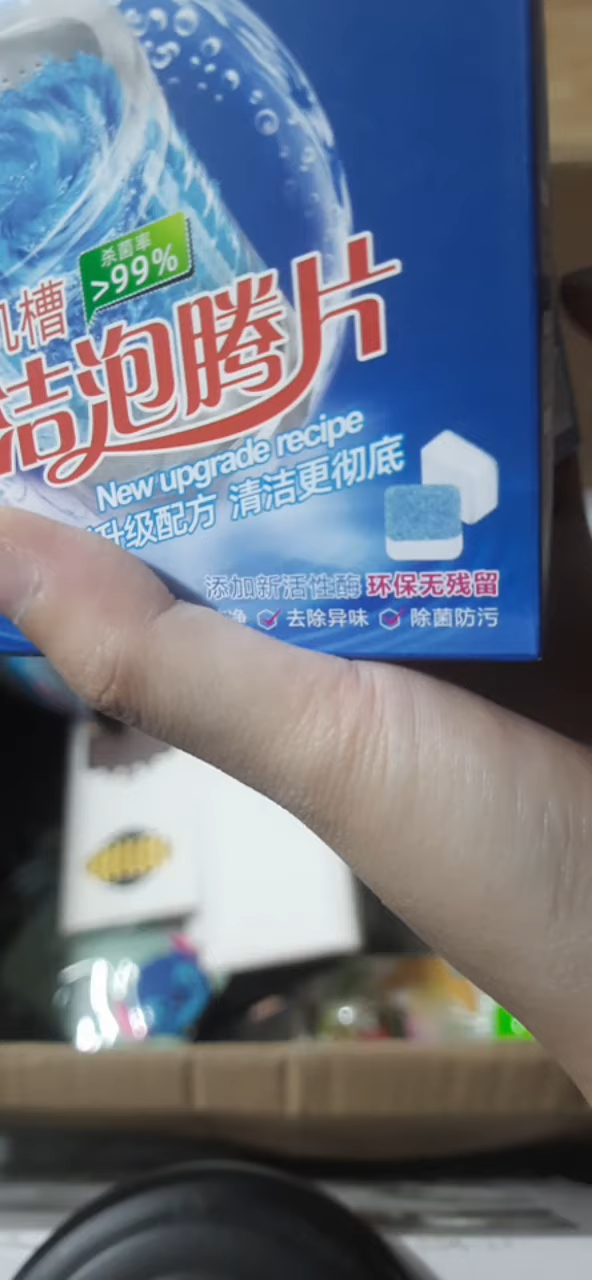 杀菌率
>99%
机槽
洁泡腾片
New upgrade recipe
升级配方 清洁更彻底
添加新活性酶 环保无残留
净 去除异味 除菌防污